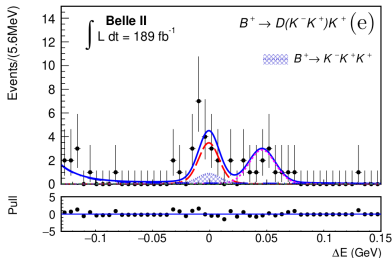 Belle II
B⁺ → D(K⁻K⁺)K⁺ (e)
∫ L dt = 189 fb⁻¹
B⁺→ K⁻K⁺K⁺
Events/(5.6MeV)
14
12
10
8
6
4
2
0
Pull
5
0
−5
−0.1 −0.05 0 0.05 0.1 0.15
ΔE (GeV)